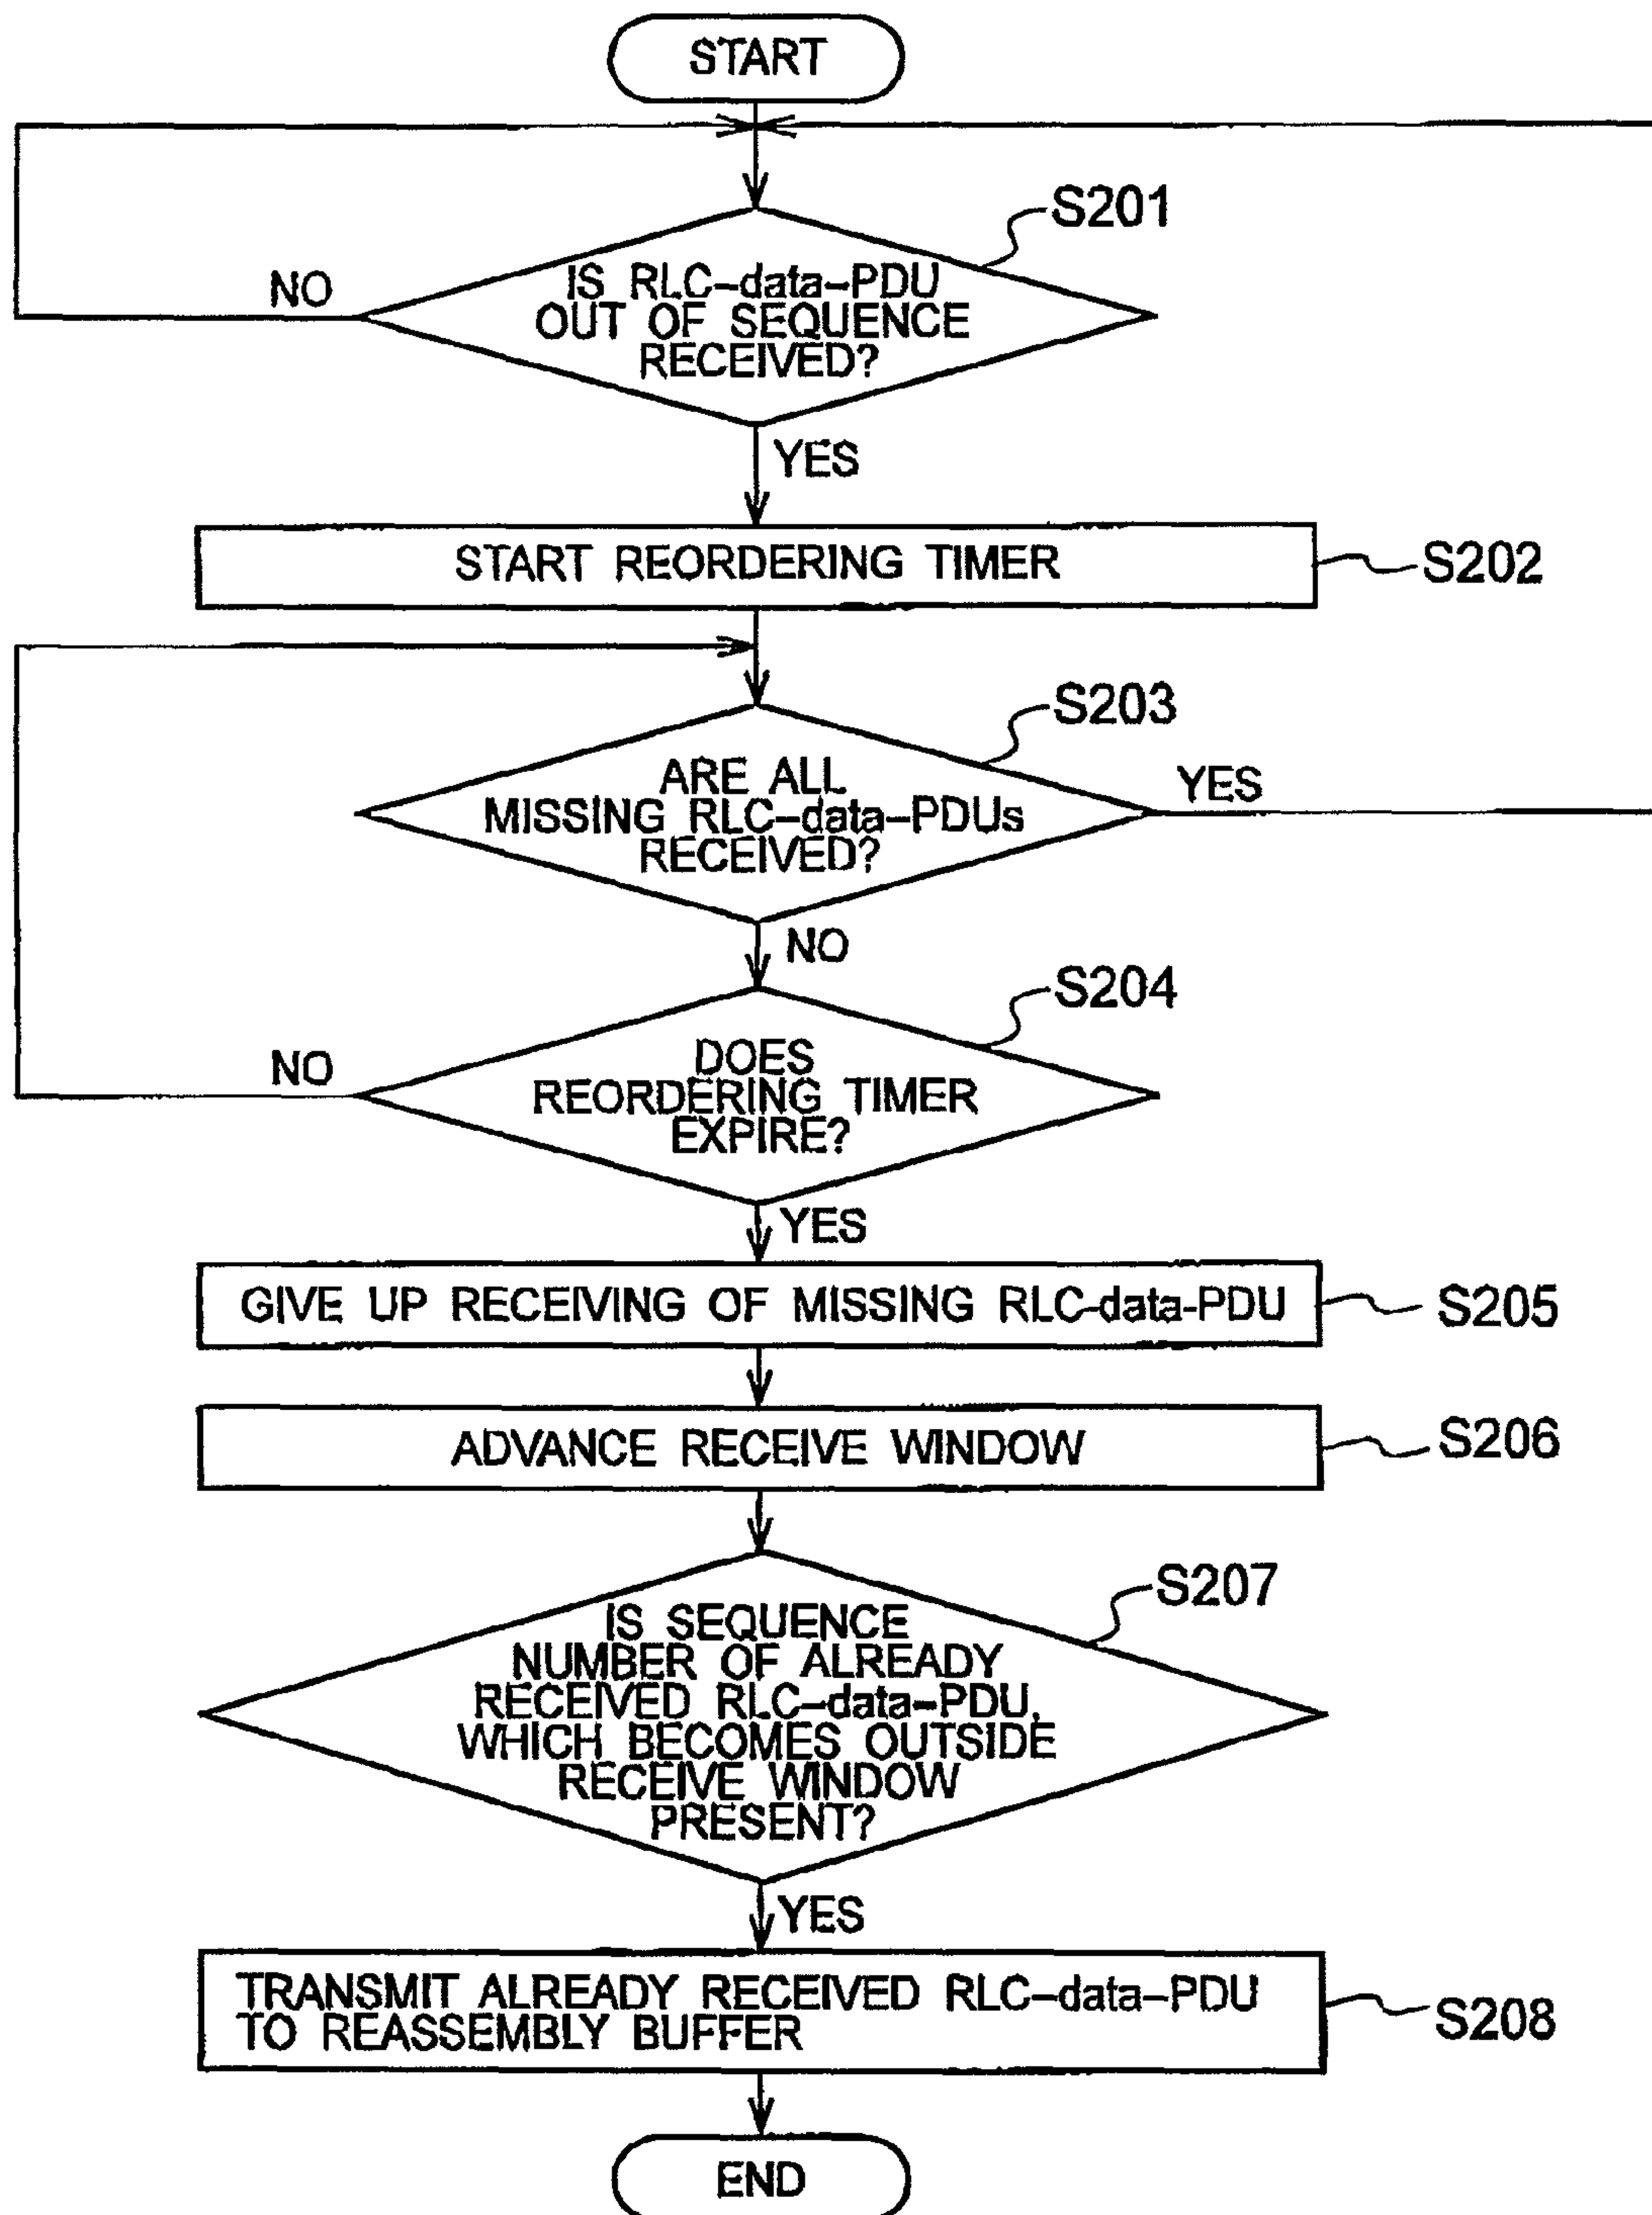 START
S201
NO
IS RLC-data-PDU
OUT OF SEQUENCE
RECEIVED?
YES
START REORDERING TIMER
S202
S203
ARE ALL
MISSING RLC-data-PDUs
RECEIVED?
YES
NO
S204
NO
DOES
REORDERING TIMER
EXPIRE?
YES
GIVE UP RECEIVING OF MISSING RLC-data-PDU
S205
ADVANCE RECEIVE WINDOW
S206
S207
IS SEQUENCE
NUMBER OF ALREADY
RECEIVED RLC-data-PDU,
WHICH BECOMES OUTSIDE
RECEIVE WINDOW
PRESENT?
YES
TRANSMIT ALREADY RECEIVED RLC-data-PDU
TO REASSEMBLY BUFFER
S208
END